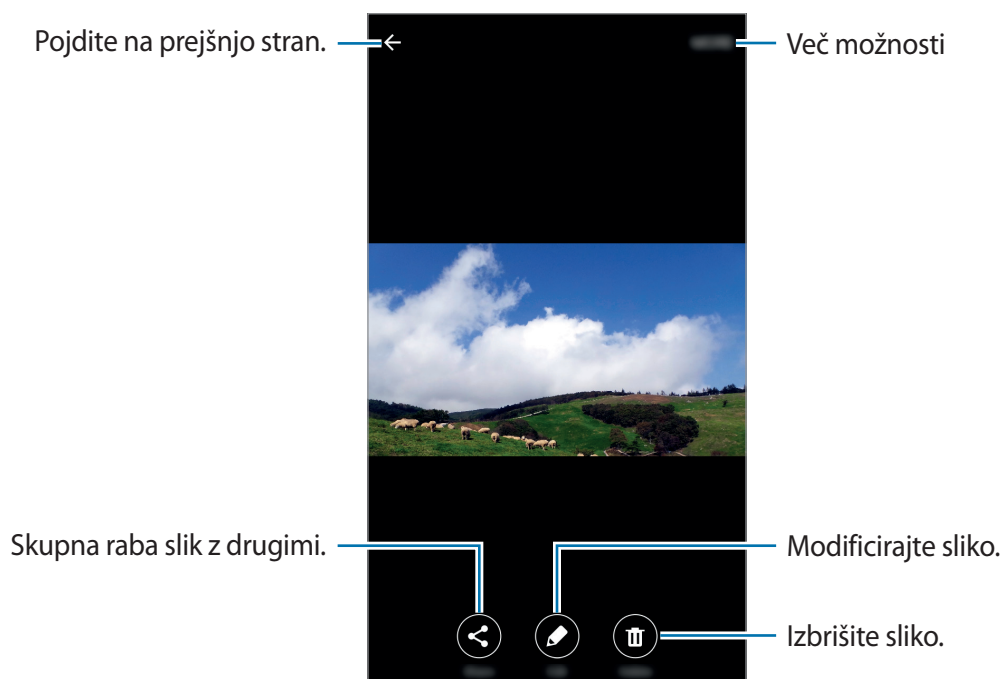 Pojdite na prejšnjo stran.
Več možnosti
Skupna raba slik z drugimi.
Modificirajte sliko.
Izbrišite sliko.